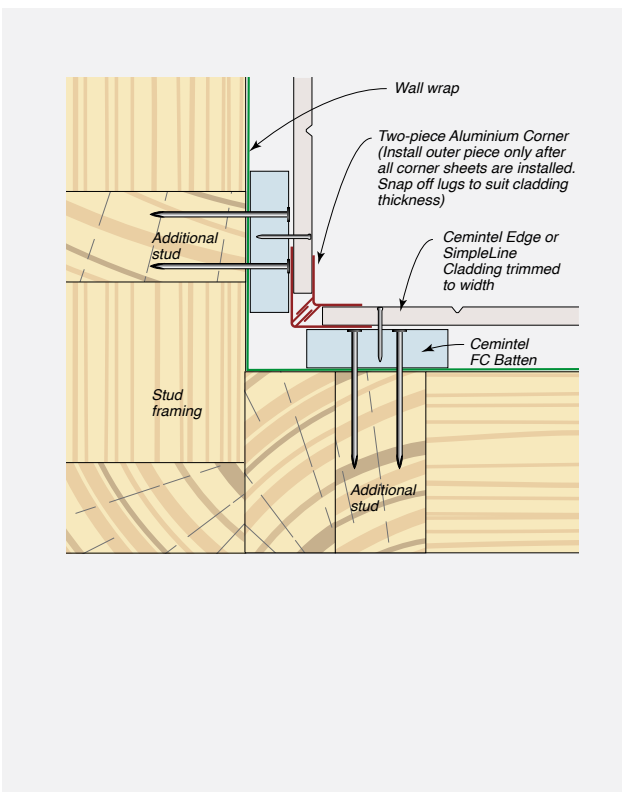 Wall wrap
Two-piece Aluminium Corner
(Install outer piece only after
all corner sheets are installed.
Snap off lugs to suit cladding
thickness)
Cemintel Edge or
SimpleLine
Cladding trimmed
to width
Additional
stud
Cemintel
FC Batten
Stud
framing
Additional
stud